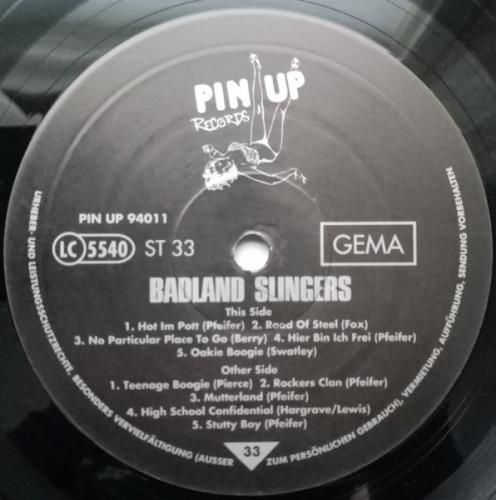 PIN UP
RECORDS
PIN UP 94011
LC 5540 ST 33
GEMA
BADLAND SLINGERS
This Side
1. Hot Im Pott (Pfeifer) 2. Road Of Steel (Fox)
3. No Particular Place To Go (Berry) 4. Hier Bin Ich Frei (Pfeifer)
5. Oakie Boogie (Swatley)
Other Side
1. Teenage Boogie (Pierce) 2. Rockers Clan (Pfeifer)
3. Mutterland (Pfeifer)
4. High School Confidential (Hargrave/Lewis)
5. Stutty Boy (Pfeifer)
33
URHEBER- UND LEISTUNGSSCHUTZRECHTE, BESONDERS VERVIELFÄLTIGUNG (AUSSER ZUM PERSÖNLICHEN GEBRAUCH), VERMIETUNG, AUFFÜHRUNG, SENDUNG VORBEHALTEN